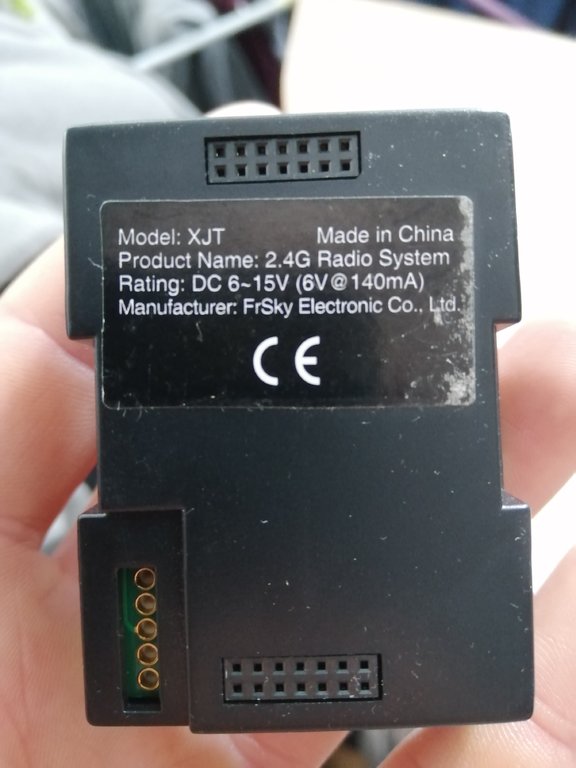 Model: XJT Made in China
Product Name: 2.4G Radio System
Rating: DC 6~15V (6V@140mA)
Manufacturer: FrSky Electronic Co., Ltd.
CE